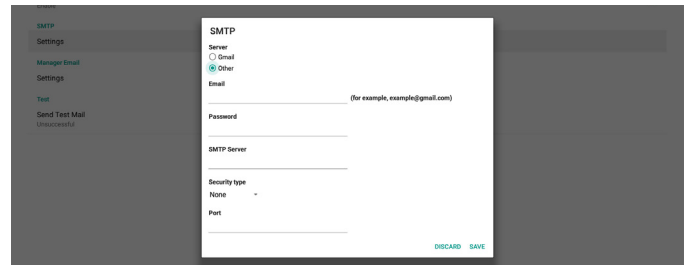 Enable
SMTP
Settings
Manager Email
Settings
Test
Send Test Mail
Unsuccessful
SMTP
Server
Gmail
Other
Email
(for example, example@gmail.com)
Password
SMTP Server
Security type
None
Port
DISCARD SAVE